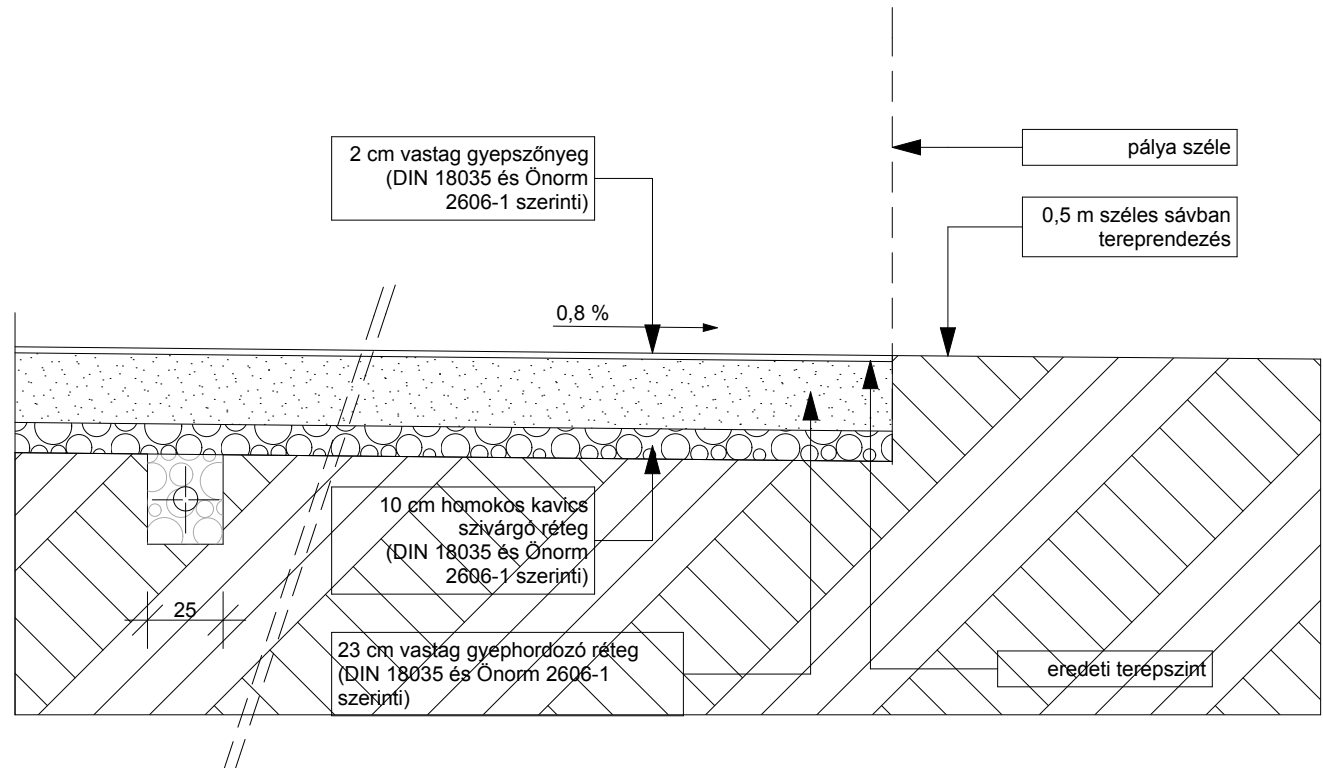 2 cm vastag gyepszőnyeg
(DIN 18035 és Önorm
2606-1 szerinti)
pálya széle
0,5 m széles sávban
tereprendezés
0,8 %
10 cm homokos kavics
szivárgó réteg
(DIN 18035 és Önorm
2606-1 szerinti)
25
23 cm vastag gyephordozó réteg
(DIN 18035 és Önorm 2606-1
szerinti)
eredeti terepszint